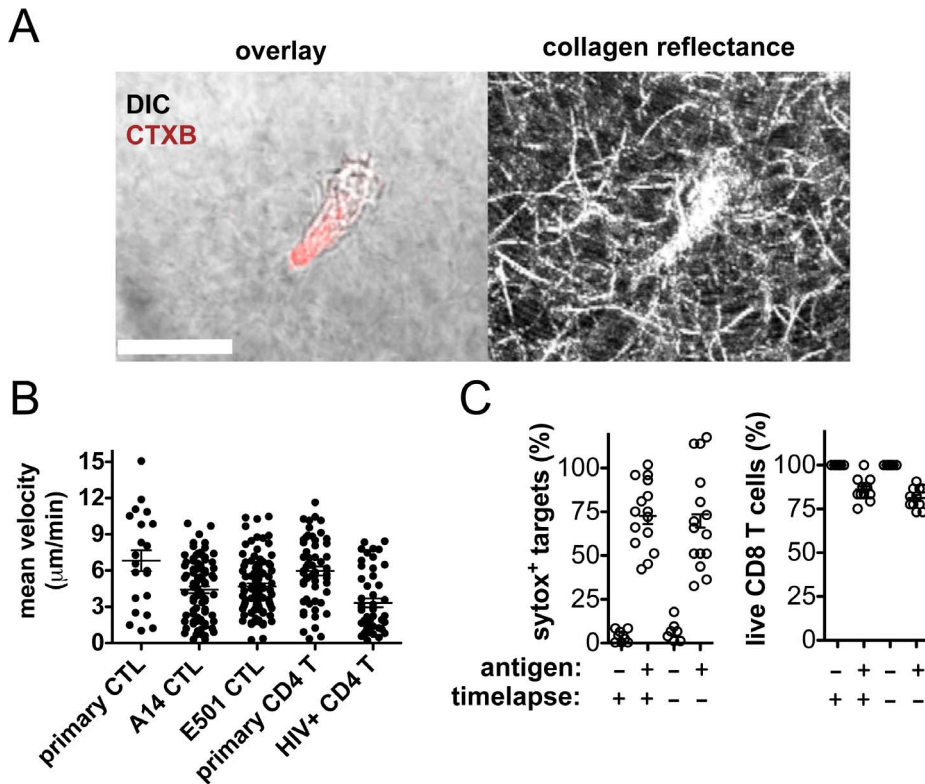 A
overlay
collagen reflectance
DIC
CTXB
B
mean velocity
(μm/min)
15
12
9
6
3
0
primary CTL
A14 CTL
E501 CTL
primary CD4 T
HIV+ CD4 T
C
sytox+ targets (%)
100
75
50
25
0
live CD8 T cells (%)
100
75
50
25
0
antigen: – + – + – + – +
timelapse: + + – – + + – –